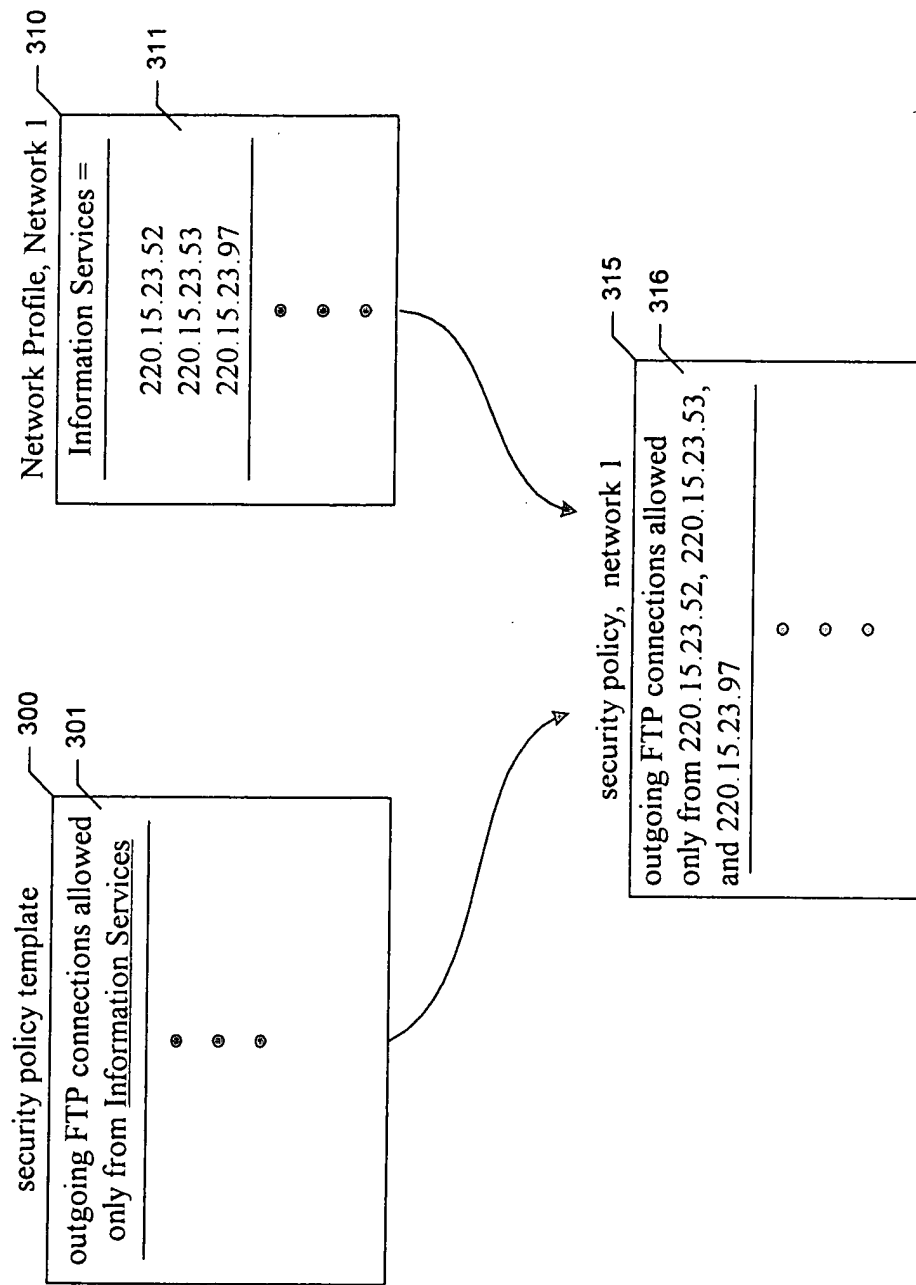 security policy template
300
outgoing FTP connections allowed
only from Information Services
301
Network Profile, Network 1
310
Information Services =
311
220.15.23.52
220.15.23.53
220.15.23.97
security policy, network 1
315
outgoing FTP connections allowed
only from 220.15.23.52, 220.15.23.53,
and 220.15.23.97
316